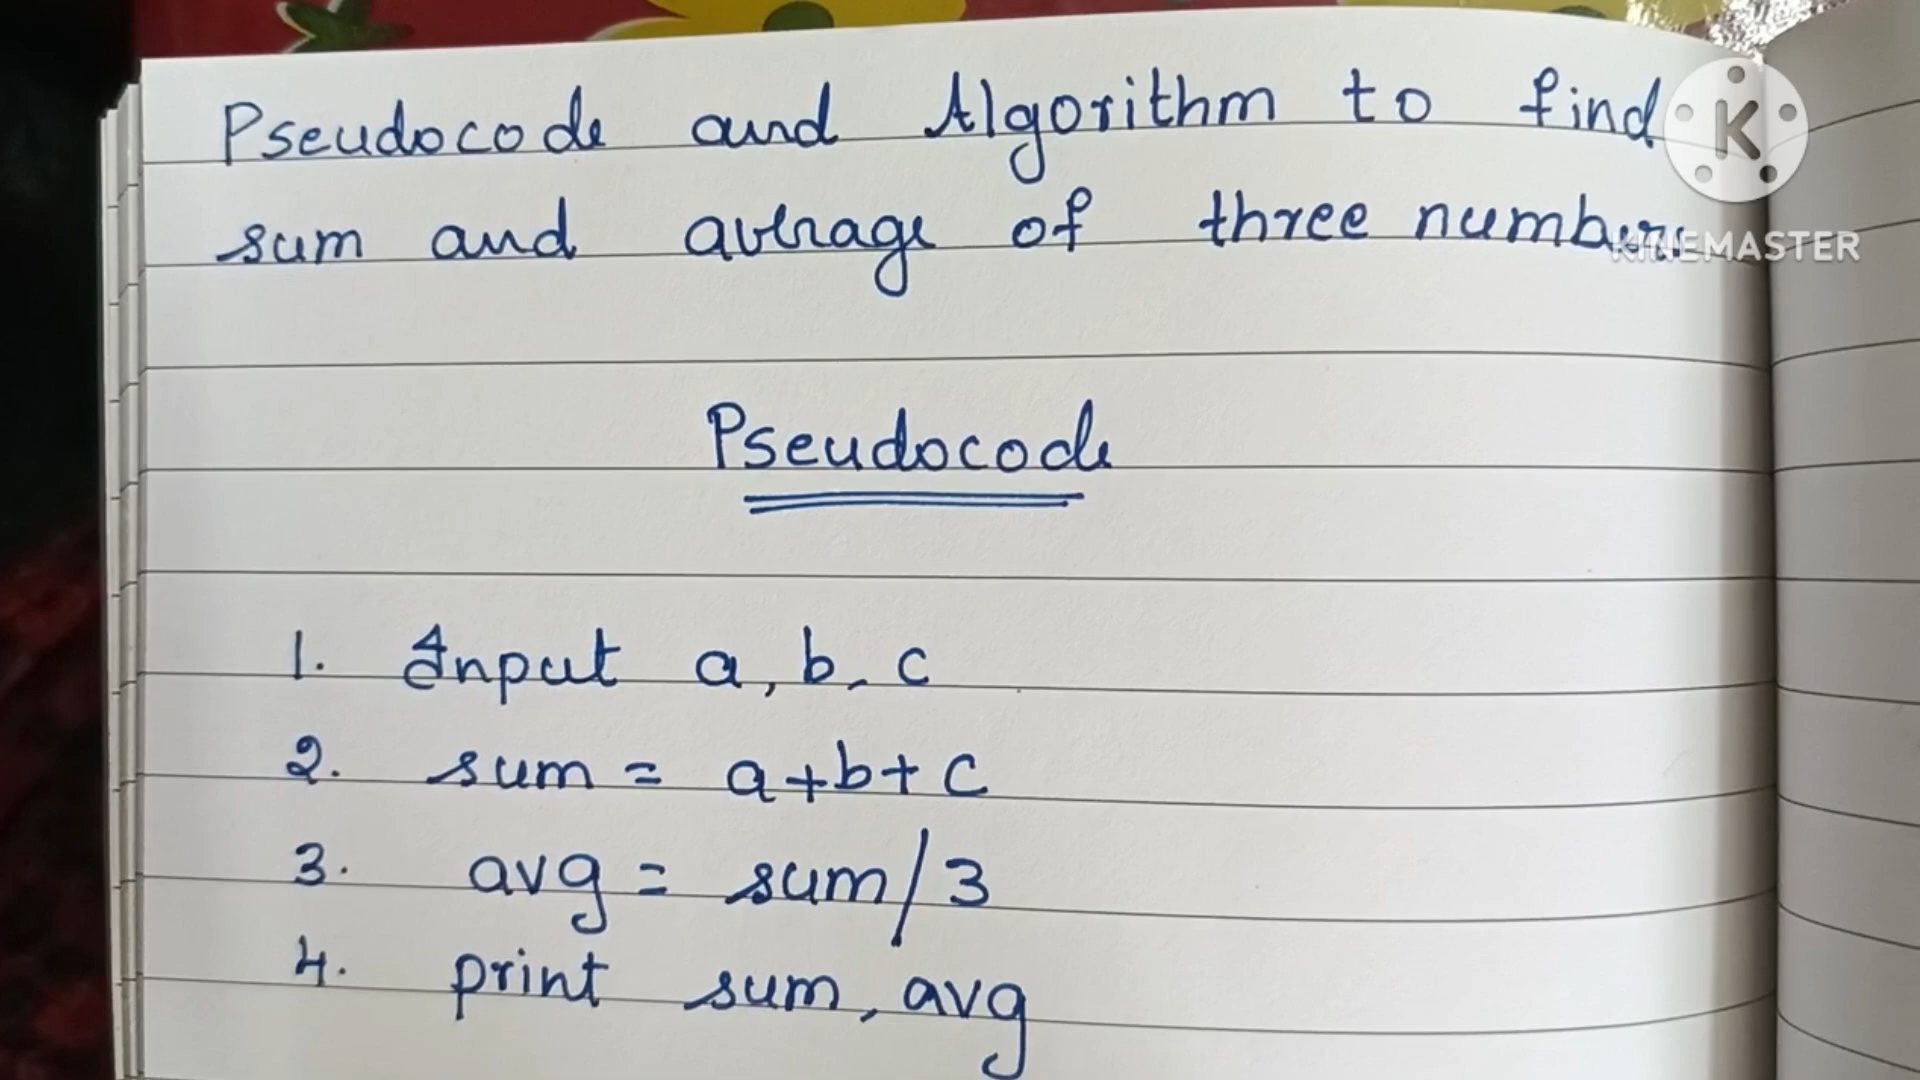 Pseudocode and Algorithm to find
sum and average of three numbers
K
KINEMASTER
Pseudocode
1. Input a, b, c
2. sum = a+b+c
3. avg = sum/3
4. print sum, avg